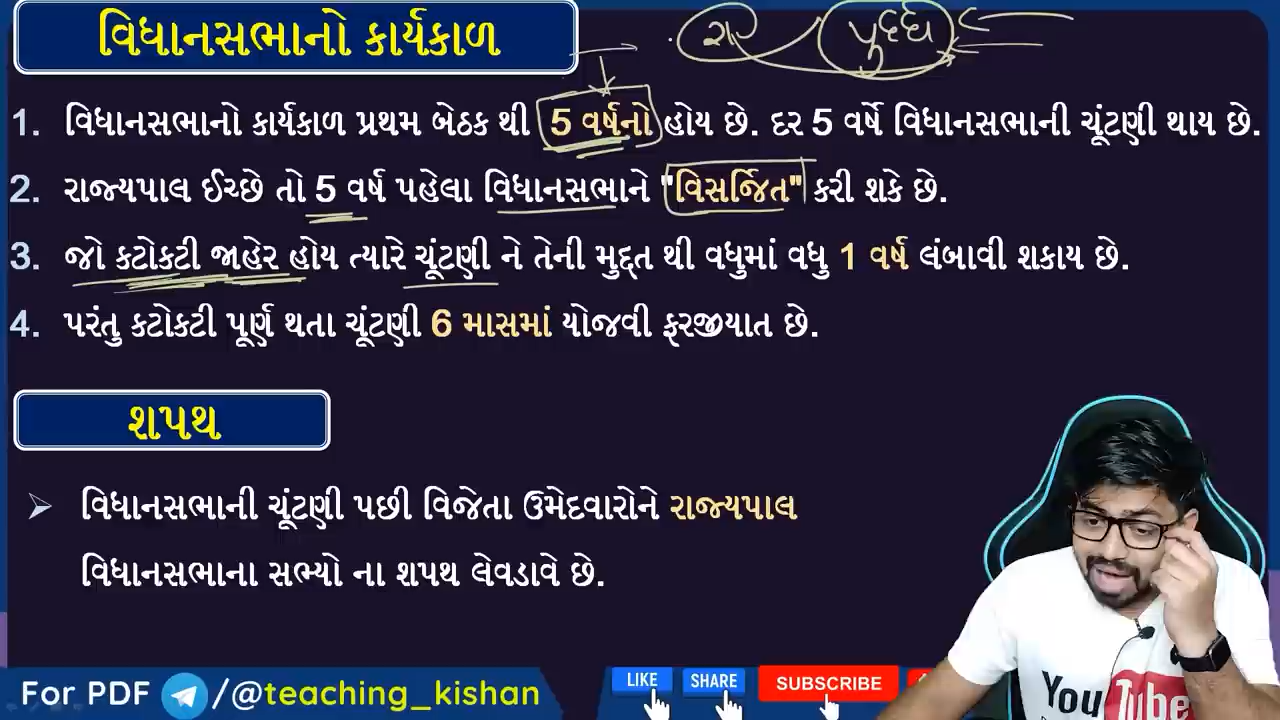 વિધાનસભાનો કાર્યકાળ
1. વિધાનસભાનો કાર્યકાળ પ્રથમ બેઠક થી 5 વર્ષનો હોય છે. દર 5 વર્ષે વિધાનસભાની ચૂંટણી થાય છે.
2. રાજ્યપાલ ઈચ્છે તો 5 વર્ષ પહેલા વિધાનસભાને "વિસર્જિત" કરી શકે છે.
3. જો કટોકટી જાહેર હોય ત્યારે ચૂંટણી ને તેની મુદ્દત થી વધુમાં વધુ 1 વર્ષ લંબાવી શકાય છે.
4. પરંતુ કટોકટી પૂર્ણ થતા ચૂંટણી 6 માસમાં યોજવી ફરજીયાત છે.
શપથ
➢ વિધાનસભાની ચૂંટણી પછી વિજેતા ઉમેદવારોને રાજ્યપાલ
વિધાનસભાના સભ્યો ના શપથ લેવડાવે છે.
For PDF /@teaching_kishan
LIKE SHARE SUBSCRIBE
You Tube